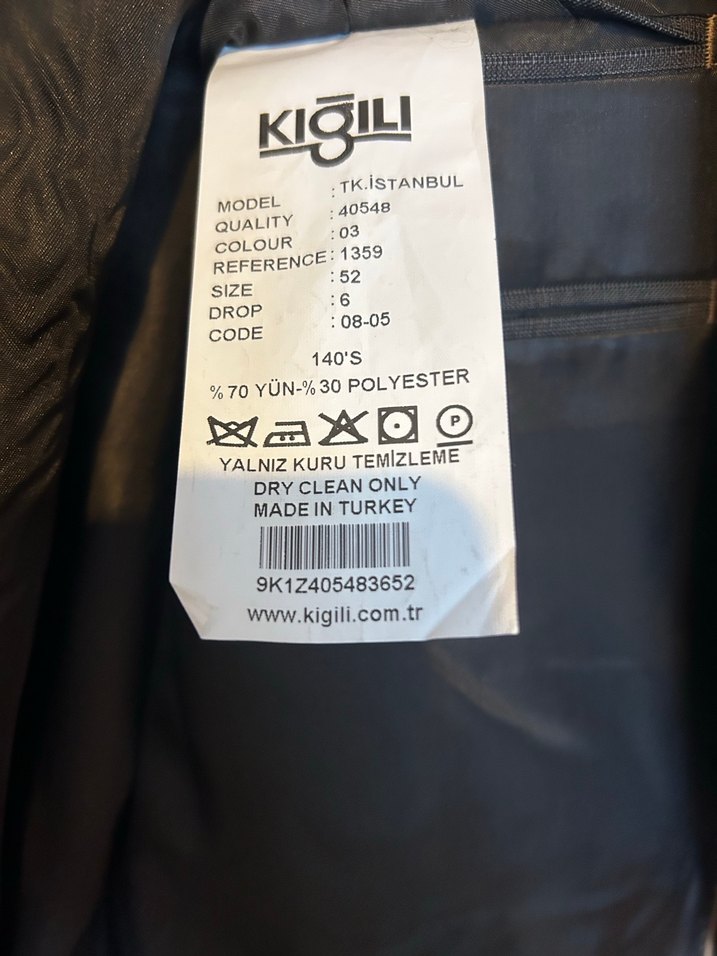 KIĞILI
MODEL : TK.İSTANBUL
QUALITY : 40548
COLOUR : 03
REFERENCE : 1359
SIZE : 52
DROP : 6
CODE : 08-05
140'S
% 70 YÜN-% 30 POLYESTER
P
YALNIZ KURU TEMİZLEME
DRY CLEAN ONLY
MADE IN TURKEY
9K1Z405483652
www.kigili.com.tr